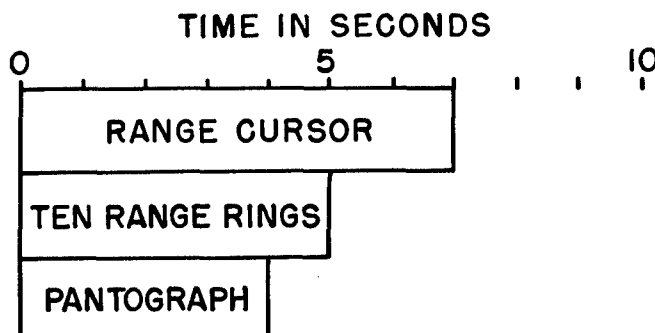 TIME IN SECONDS
0 5 10
RANGE CURSOR
TEN RANGE RINGS
PANTOGRAPH